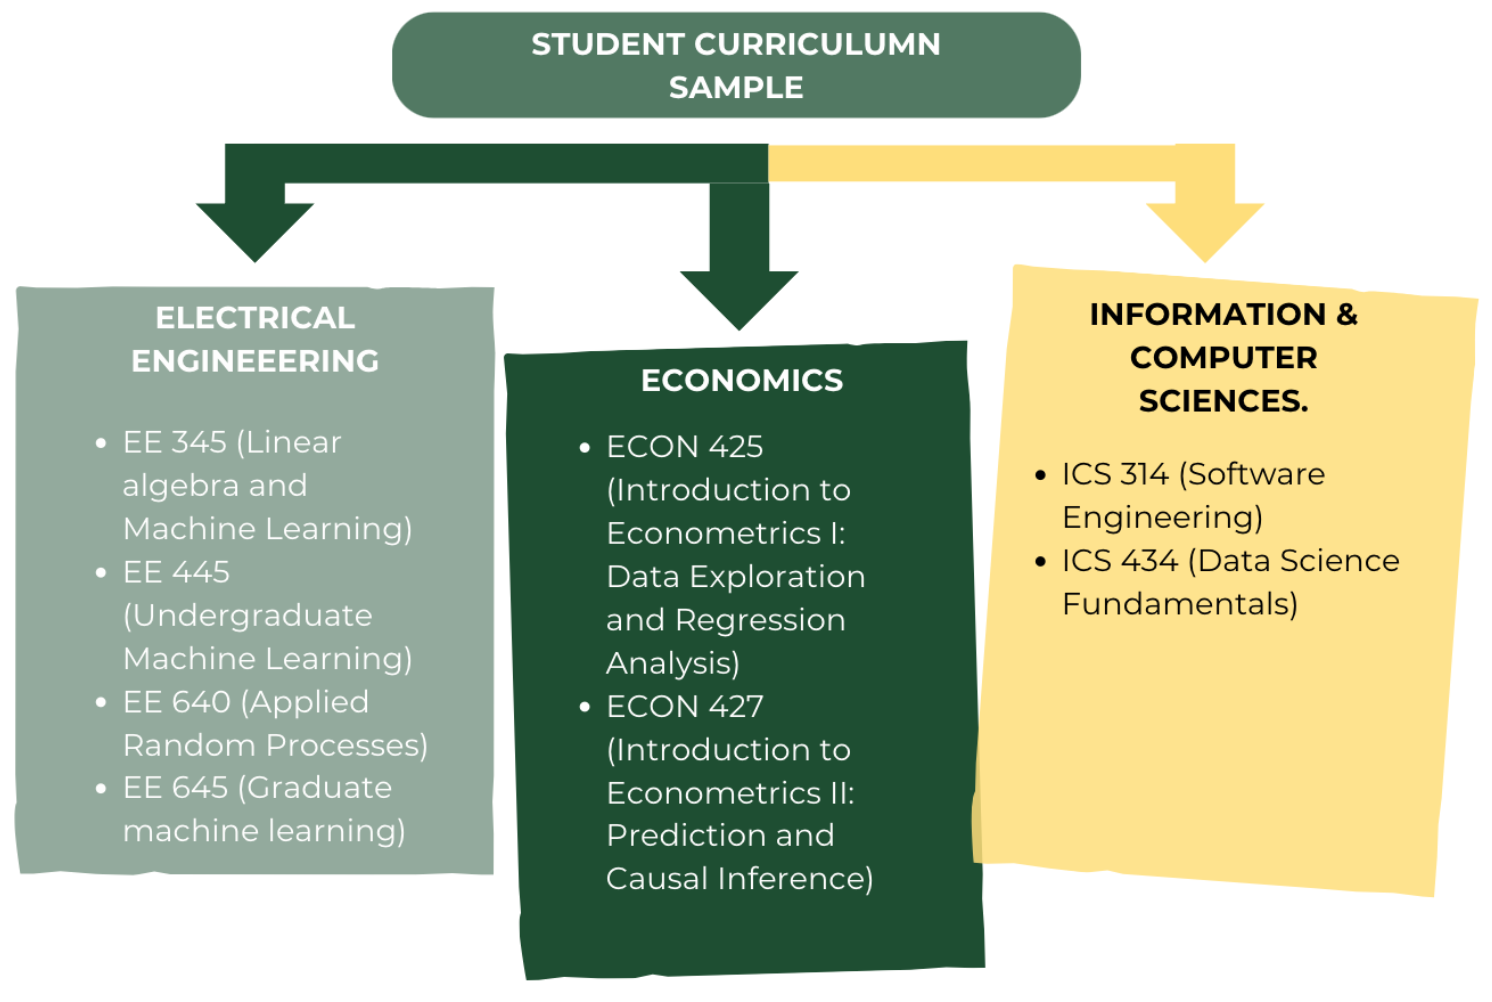 STUDENT CURRICULUMN
SAMPLE
ELECTRICAL
ENGINEEERING
• EE 345 (Linear
algebra and
Machine Learning)
• EE 445
(Undergraduate
Machine Learning)
• EE 640 (Applied
Random Processes)
• EE 645 (Graduate
machine learning)
ECONOMICS
• ECON 425
(Introduction to
Econometrics I:
Data Exploration
and Regression
Analysis)
• ECON 427
(Introduction to
Econometrics II:
Prediction and
Causal Inference)
INFORMATION &
COMPUTER
SCIENCES.
• ICS 314 (Software
Engineering)
• ICS 434 (Data Science
Fundamentals)